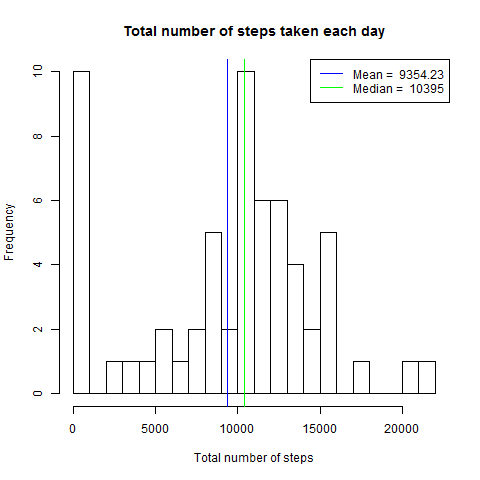 Total number of steps taken each day
Mean = 9354.23
Median = 10395
Frequency
10
8
6
4
2
0
0 5000 10000 15000 20000
Total number of steps